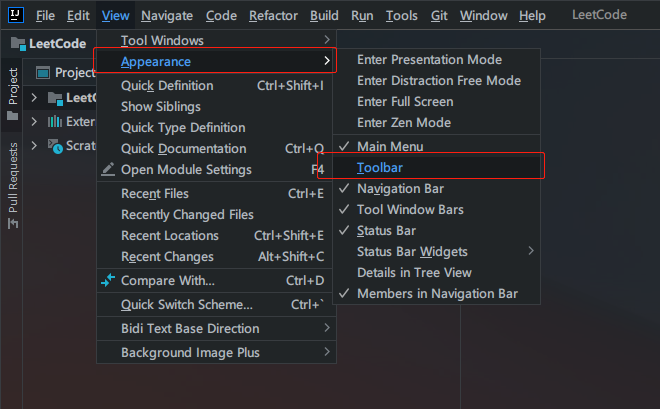 IJ File Edit View Navigate Code Refactor Build Run Tools Git Window Help LeetCode
LeetCode
Project
Project
Pull Requests
LeetC
Exter
Scratc
Tool Windows
Appearance
Quick Definition Ctrl+Shift+I
Show Siblings
Quick Type Definition
Quick Documentation Ctrl+Q
Open Module Settings F4
Recent Files Ctrl+E
Recently Changed Files
Recent Locations Ctrl+Shift+E
Recent Changes Alt+Shift+C
Compare With... Ctrl+D
Quick Switch Scheme... Ctrl+`
Bidi Text Base Direction
Background Image Plus
Enter Presentation Mode
Enter Distraction Free Mode
Enter Full Screen
Enter Zen Mode
Main Menu
Toolbar
Navigation Bar
Tool Window Bars
Status Bar
Status Bar Widgets
Details in Tree View
Members in Navigation Bar